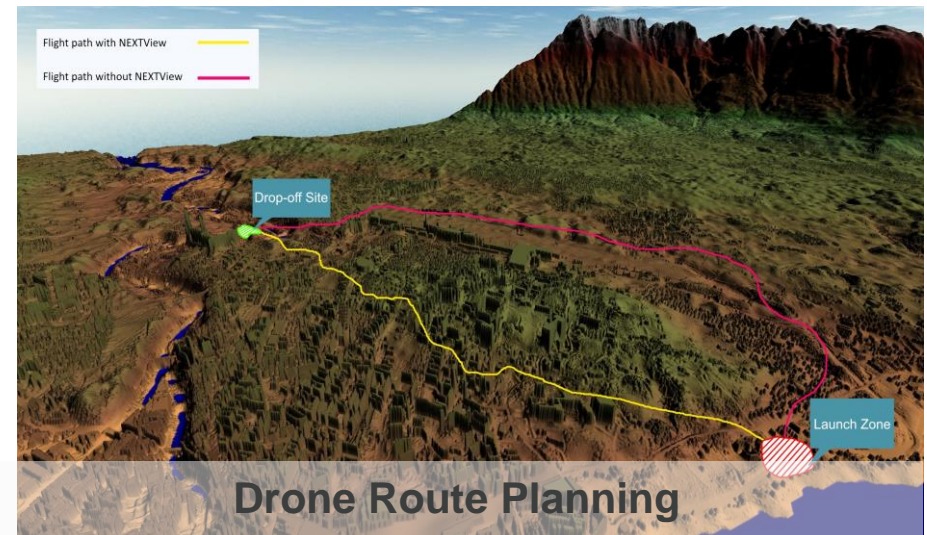 Flight path with NEXTView
Flight path without NEXTView
Drop-off Site
Launch Zone
Drone Route Planning